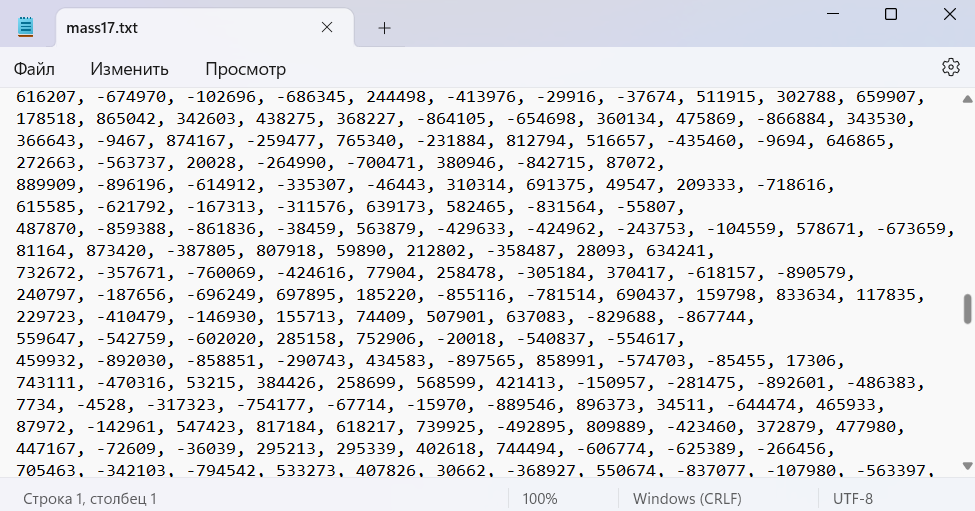 mass17.txt
Файл Изменить Просмотр
616207, -674970, -102696, -686345, 244498, -413976, -29916, -37674, 511915, 302788, 659907,
178518, 865042, 342603, 438275, 368227, -864105, -654698, 360134, 475869, -866884, 343530,
366643, -9467, 874167, -259477, 765340, -231884, 812794, 516657, -435460, -9694, 646865,
272663, -563737, 20028, -264990, -700471, 380946, -842715, 87072,
889909, -896196, -614912, -335307, -46443, 310314, 691375, 49547, 209333, -718616,
615585, -621792, -167313, -311576, 639173, 582465, -831564, -55807,
487870, -859388, -861836, -38459, 563879, -429633, -424962, -243753, -104559, 578671, -673659,
81164, 873420, -387805, 807918, 59890, 212802, -358487, 28093, 634241,
732672, -357671, -760069, -424616, 77904, 258478, -305184, 370417, -618157, -890579,
240797, -187656, -696249, 697895, 185220, -855116, -781514, 690437, 159798, 833634, 117835,
229723, -410479, -146930, 155713, 74409, 507901, 637083, -829688, -867744,
559647, -542759, -602020, 285158, 752906, -20018, -540837, -554617,
459932, -892030, -858851, -290743, 434583, -897565, 858991, -574703, -85455, 17306,
743111, -470316, 53215, 384426, 258699, 568599, 421413, -150957, -281475, -892601, -486383,
7734, -4528, -317323, -754177, -67714, -15970, -889546, 896373, 34511, -644474, 465933,
87972, -142961, 547423, 817184, 618217, 739925, -492895, 809889, -423460, 372879, 477980,
447167, -72609, -36039, 295213, 295339, 402618, 744494, -606774, -625389, -266456,
705463, -342103, -794542, 533273, 407826, 30662, -368927, 550674, -837077, -107980, -563397,
Строка 1, столбец 1 100% Windows (CRLF) UTF-8